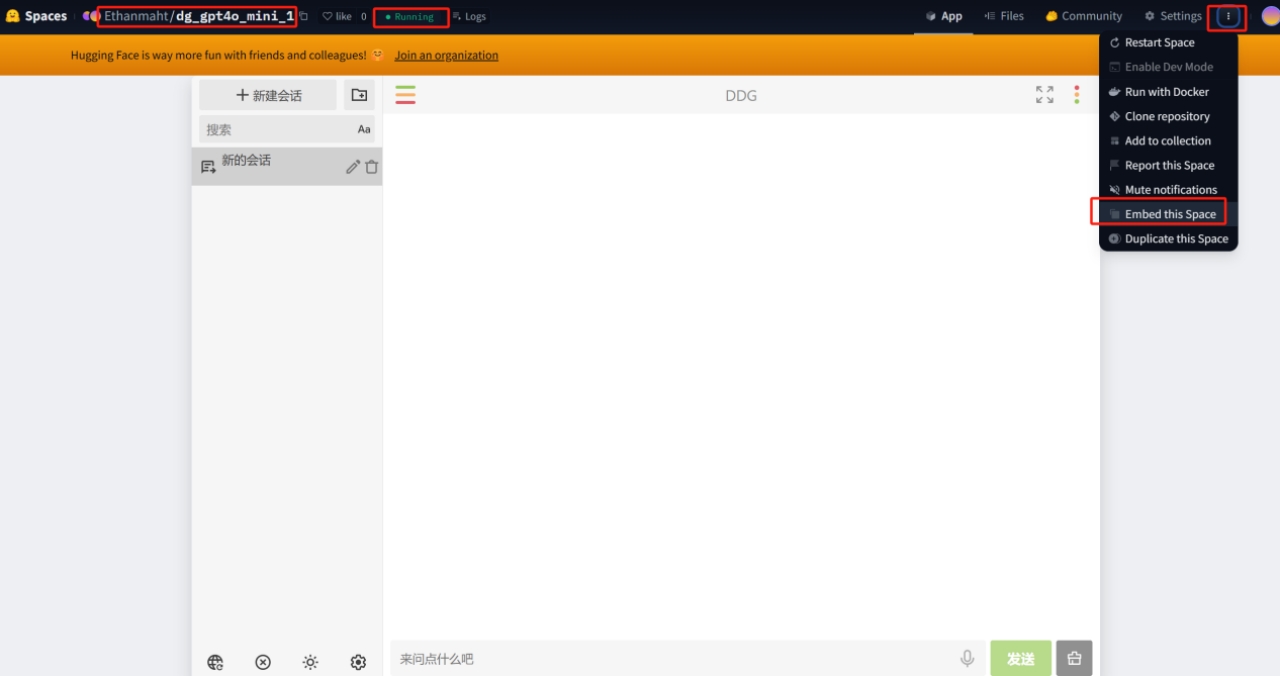 Spaces Ethanmaht/dg_gpt4o_mini_1 like 0 Running Logs App Files Community Settings
Hugging Face is way more fun with friends and colleagues! 🤗 Join an organization
Restart Space
Enable Dev Mode
Run with Docker
Clone repository
Add to collection
Report this Space
Mute notifications
Embed this Space
Duplicate this Space
新建会话
搜索 Aa
新的会话
DDG
来问点什么吧 发送